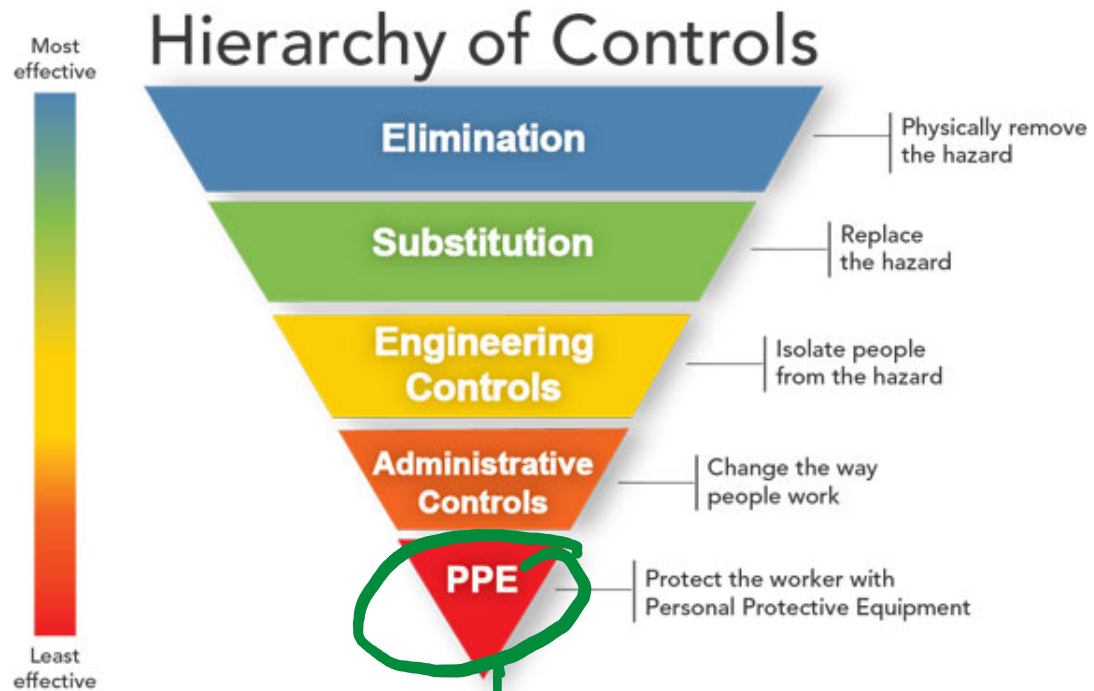 Hierarchy of Controls
Most
effective
Elimination
Physically remove
the hazard
Substitution
Replace
the hazard
Engineering
Controls
Isolate people
from the hazard
Administrative
Controls
Change the way
people work
PPE
Protect the worker with
Personal Protective Equipment
Least
effective